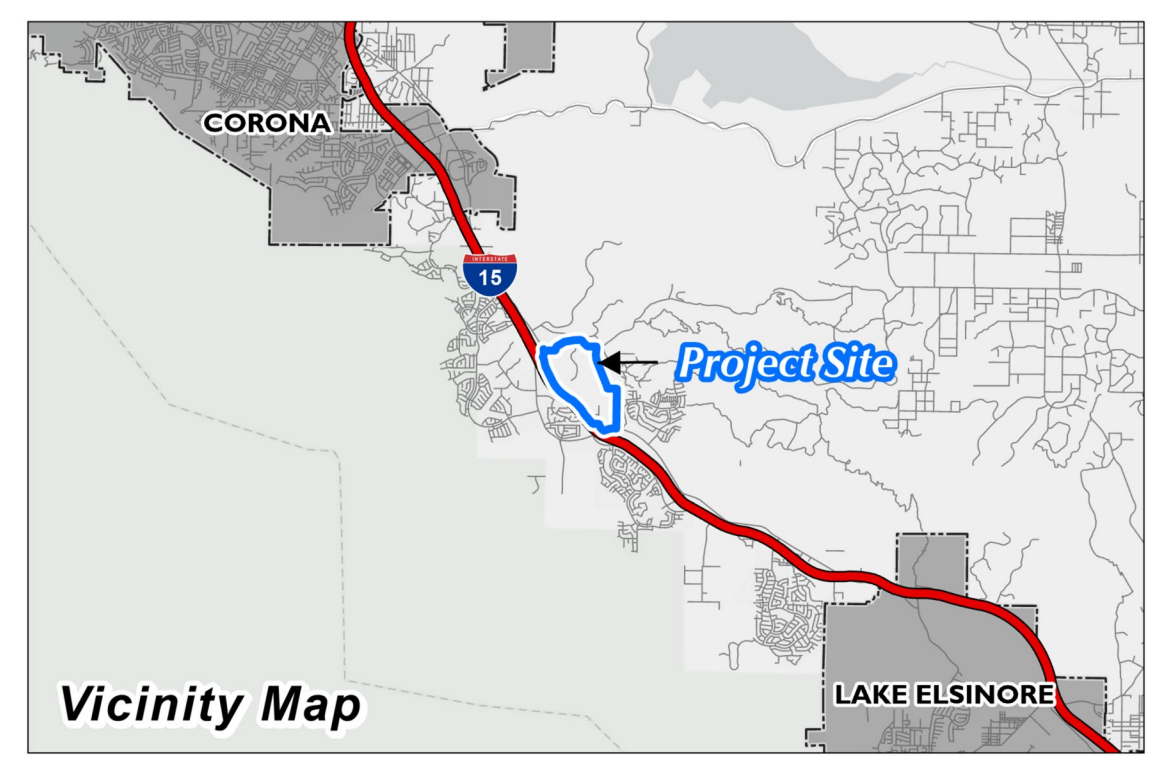 CORONA
INTERSTATE
15
Project Site
LAKE ELSINORE
Vicinity Map